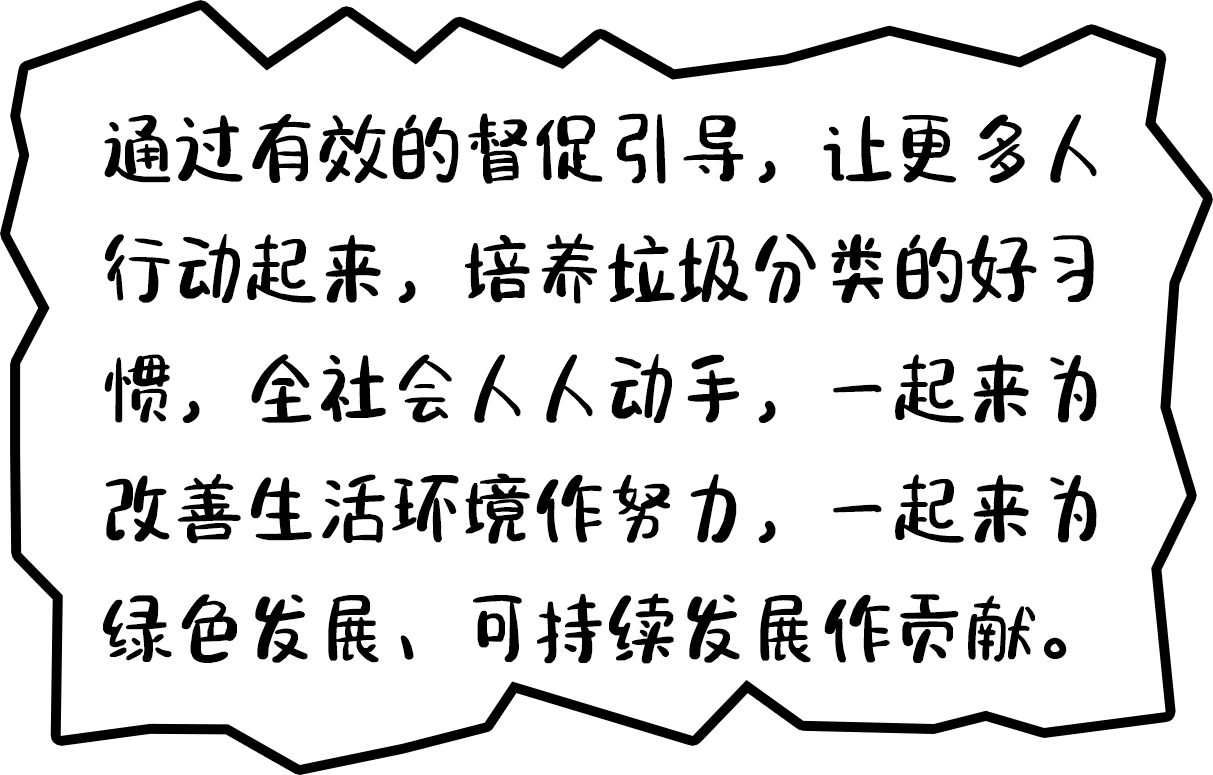 通过有效的督促引导，让更多人
行动起来，培养垃圾分类的好习
惯，全社会人人动手，一起来为
改善生活环境作努力，一起来为
绿色发展、可持续发展作贡献。